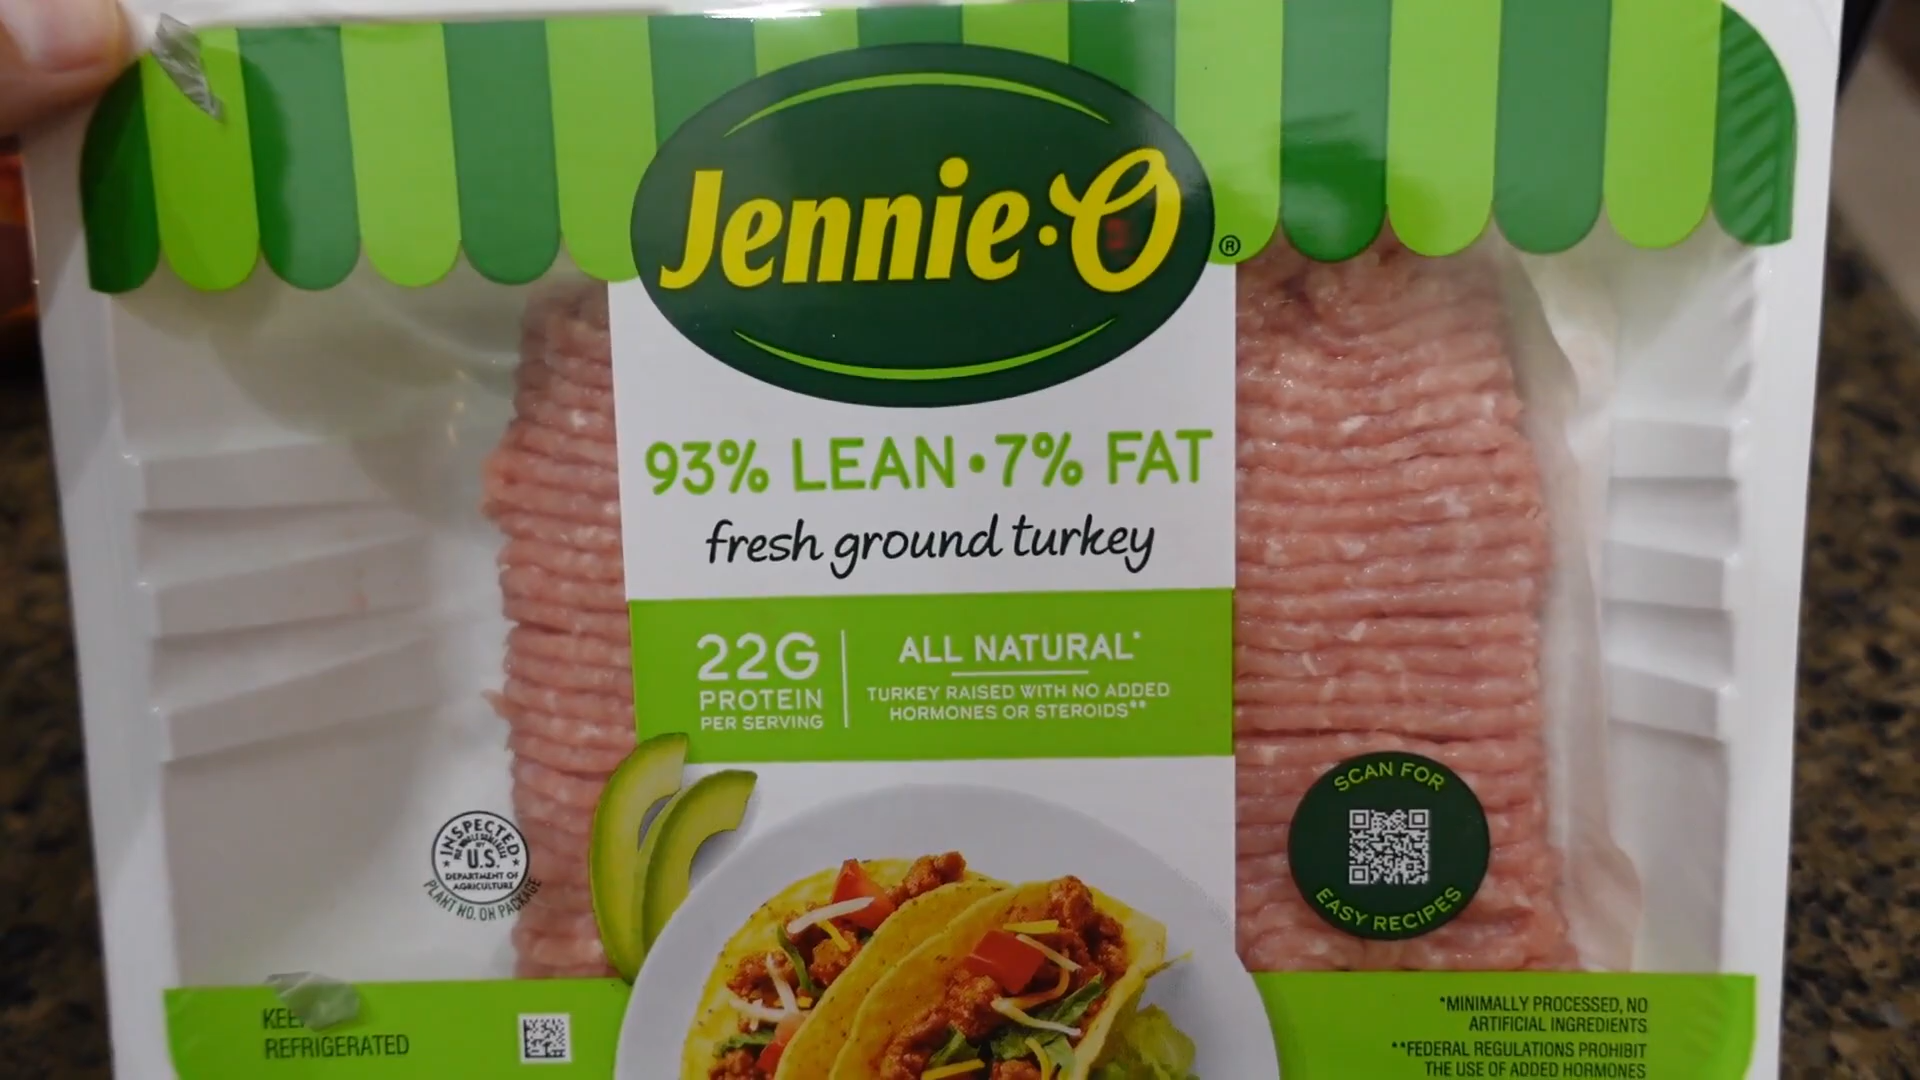 Jennie-O®
93% LEAN • 7% FAT
fresh ground turkey
22G
PROTEIN
PER SERVING
ALL NATURAL*
TURKEY RAISED WITH NO ADDED
HORMONES OR STEROIDS**
INSPECTED
U.S.
DEPARTMENT OF
AGRICULTURE
PLANT NO. ON PACKAGE
SCAN FOR
EASY RECIPES
KEEP
REFRIGERATED
*MINIMALLY PROCESSED, NO
ARTIFICIAL INGREDIENTS
**FEDERAL REGULATIONS PROHIBIT
THE USE OF ADDED HORMONES